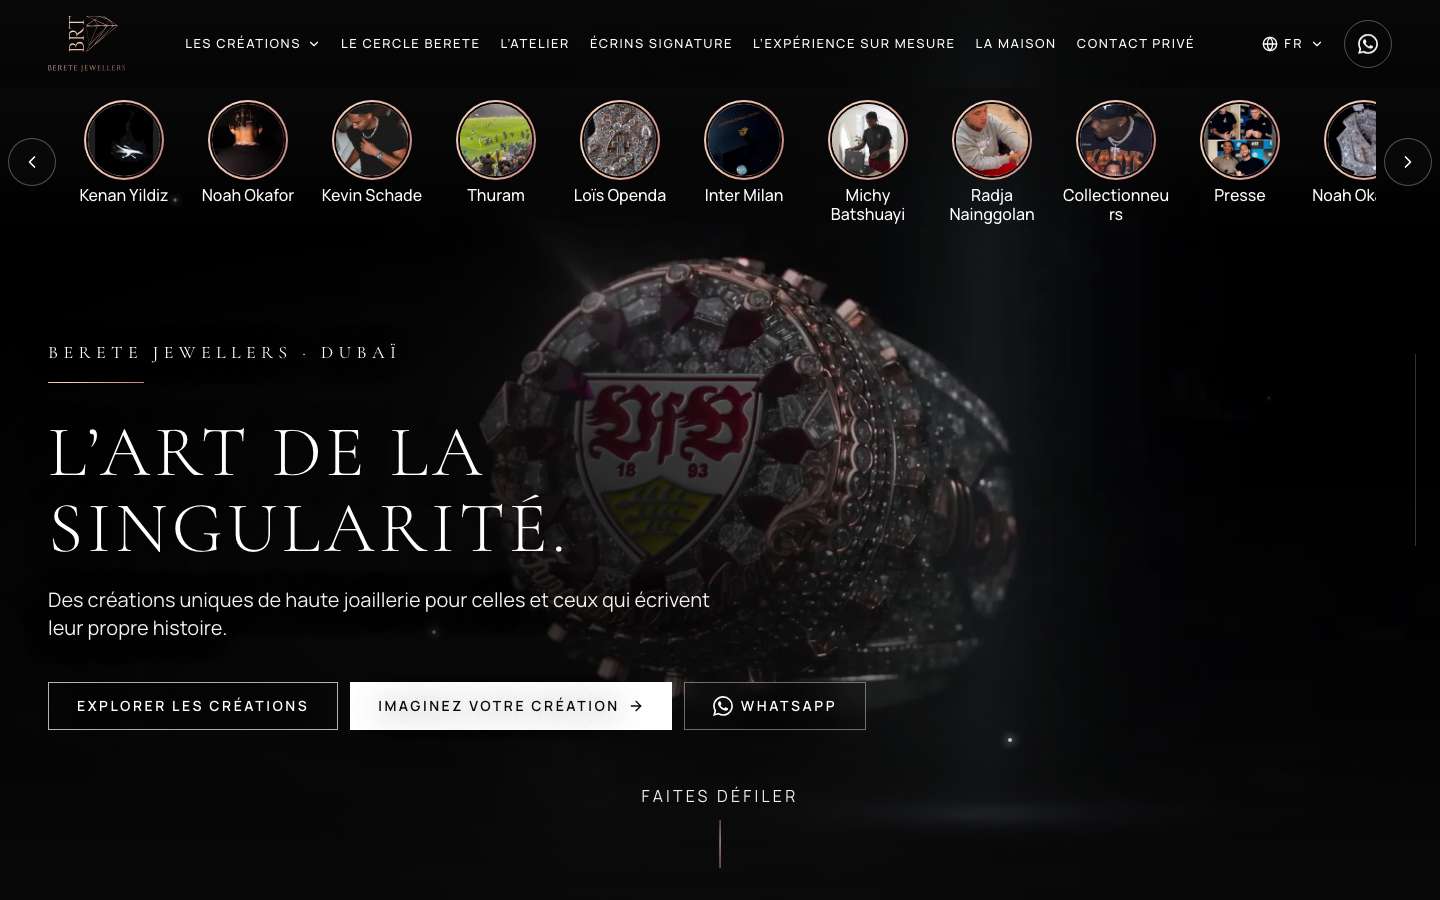 BRT
BERETE JEWELLERS
LES CRÉATIONS
LE CERCLE BERETE
L’ATELIER
ÉCRINS SIGNATURE
L’EXPÉRIENCE SUR MESURE
LA MAISON
CONTACT PRIVÉ
FR
Kenan Yildiz
Noah Okafor
Kevin Schade
Thuram
Loïs Openda
Inter Milan
Michy
Batshuayi
Radja
Nainggolan
Collectionneu
rs
Presse
BERETE JEWELLERS · DUBAÏ
L’ART DE LA
SINGULARITÉ.
VfB
18 93
Des créations uniques de haute joaillerie pour celles et ceux qui écrivent
leur propre histoire.
EXPLORER LES CRÉATIONS
IMAGINEZ VOTRE CRÉATION
WHATSAPP
FAITES DÉFILER